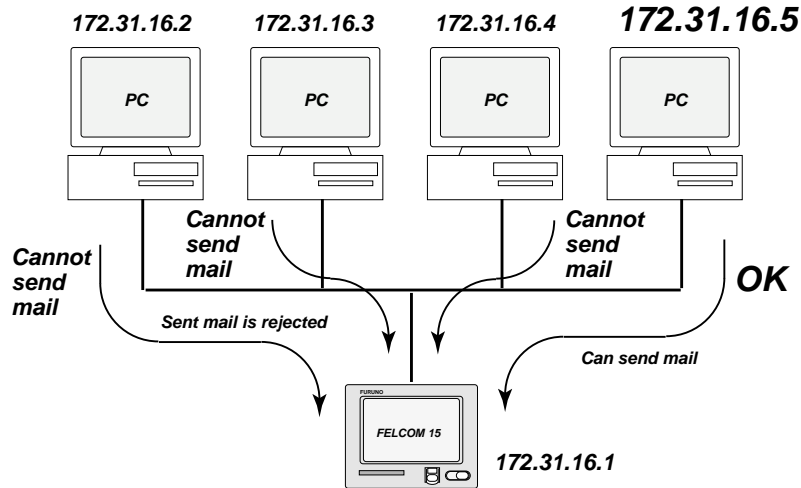 172.31.16.2
172.31.16.3
172.31.16.4
172.31.16.5
PC
PC
PC
PC
Cannot
send
mail
Cannot
send
mail
Cannot
send
mail
OK
Sent mail is rejected
Can send mail
FURUNO
FELCOM 15
172.31.16.1